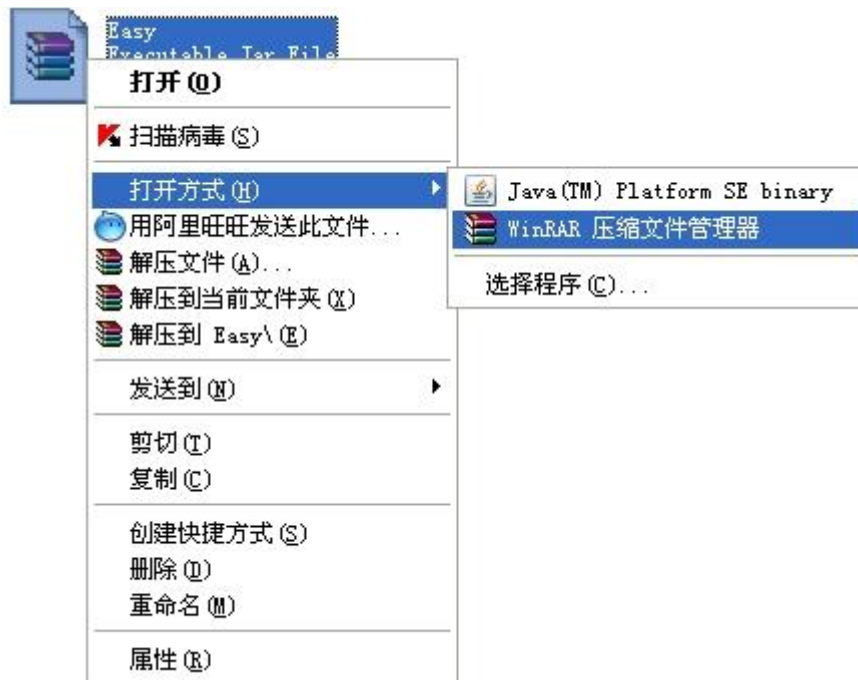 Easy
Executable Jar File
打开(O)
扫描病毒(S)
打开方式(H)
Java(TM) Platform SE binary
用阿里旺旺发送此文件...
WinRAR 压缩文件管理器
解压文件(A)...
选择程序(C)...
解压到当前文件夹(X)
解压到 Easy\(E)
发送到(N)
剪切(T)
复制(C)
创建快捷方式(S)
删除(D)
重命名(M)
属性(R)